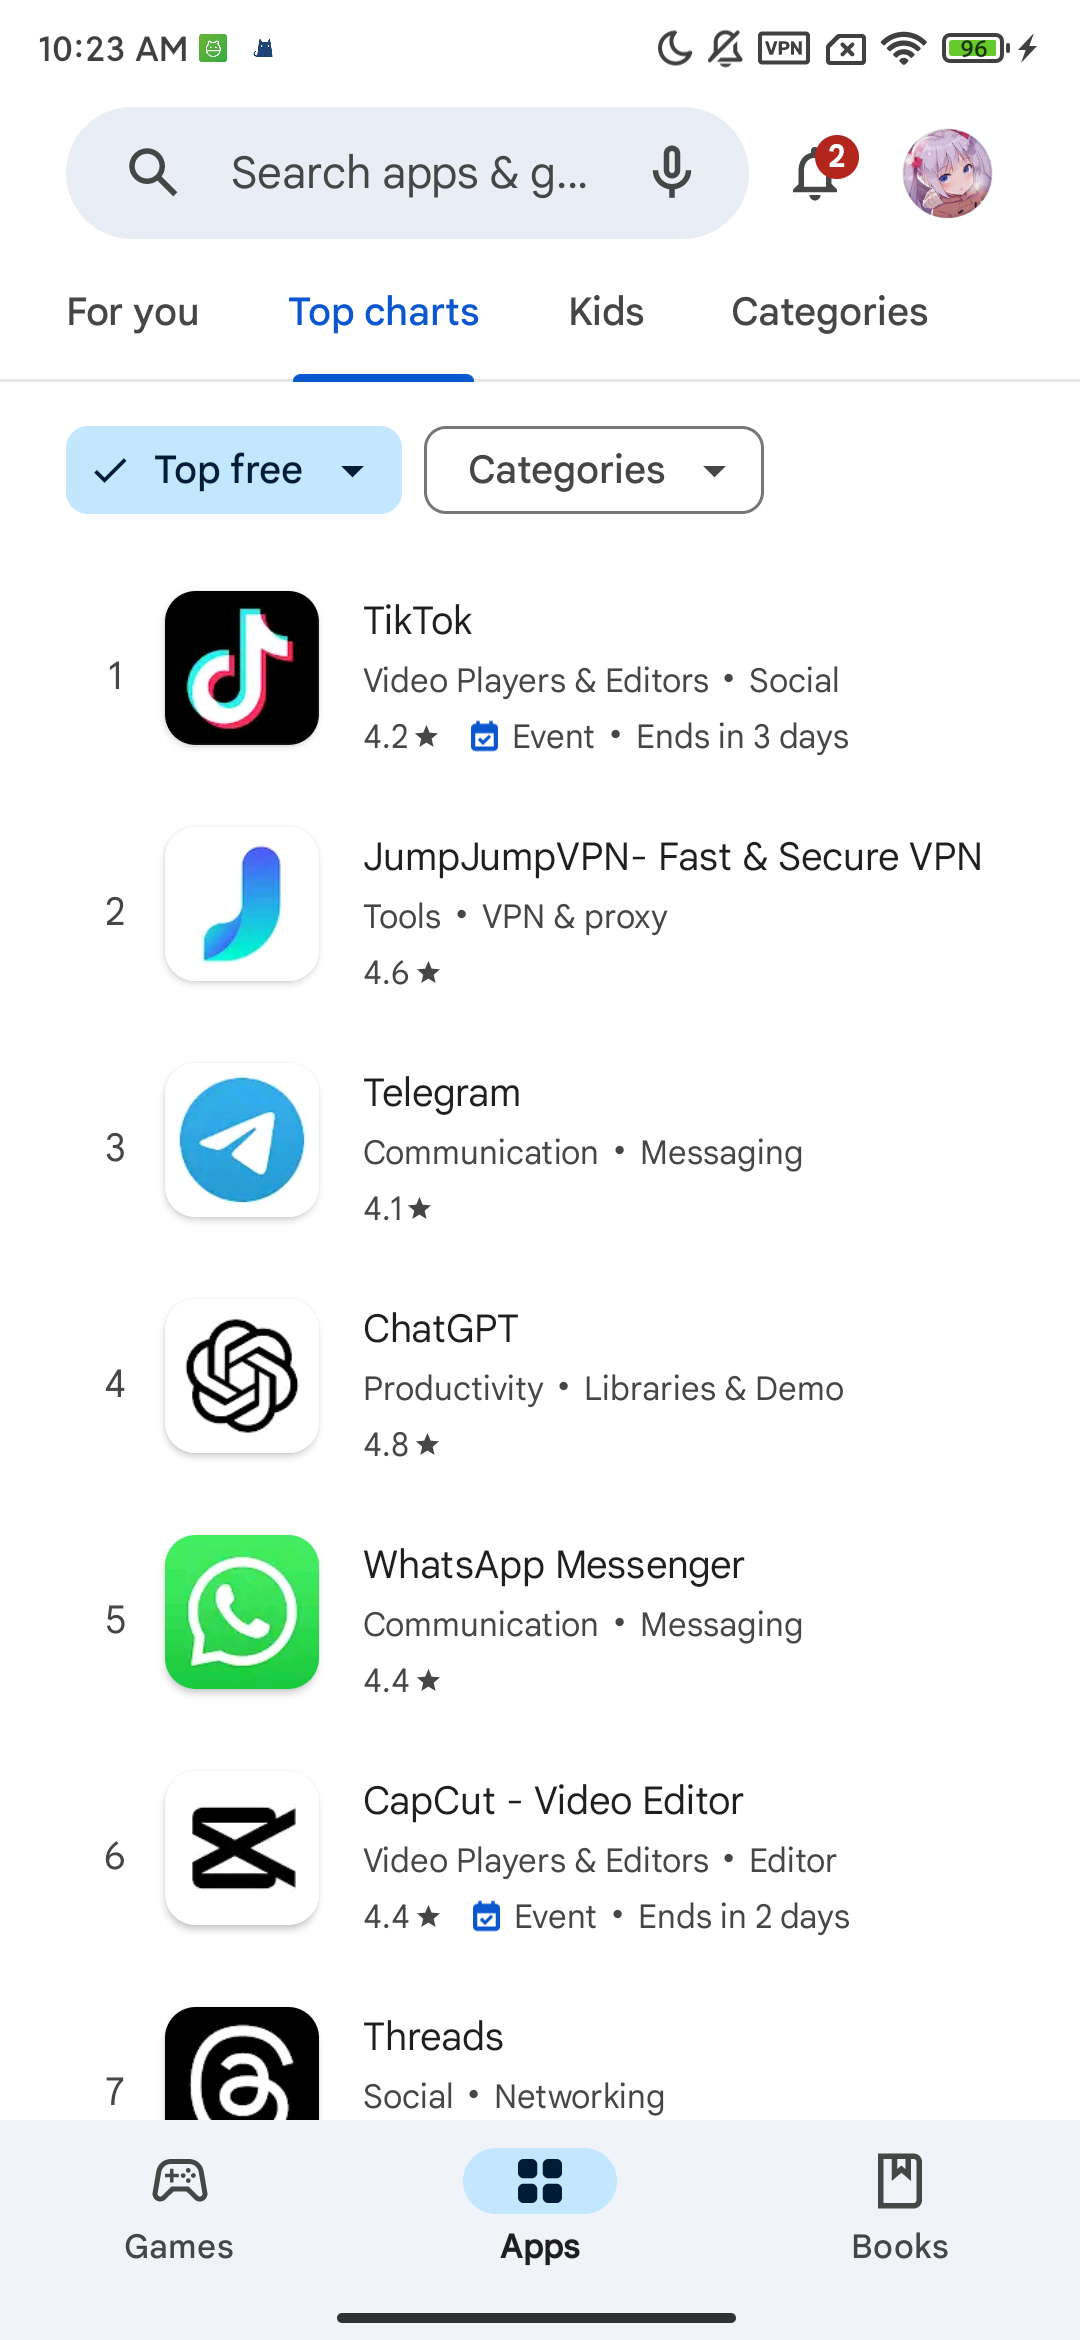 10:23 AM
VPN
96
Search apps & g...
2
For you
Top charts
Kids
Categories
Top free
Categories
1
TikTok
Video Players & Editors • Social
4.2★ Event • Ends in 3 days
2
JumpJumpVPN- Fast & Secure VPN
Tools • VPN & proxy
4.6★
3
Telegram
Communication • Messaging
4.1★
4
ChatGPT
Productivity • Libraries & Demo
4.8★
5
WhatsApp Messenger
Communication • Messaging
4.4★
6
CapCut - Video Editor
Video Players & Editors • Editor
4.4★ Event • Ends in 2 days
7
Threads
Social • Networking
Games
Apps
Books